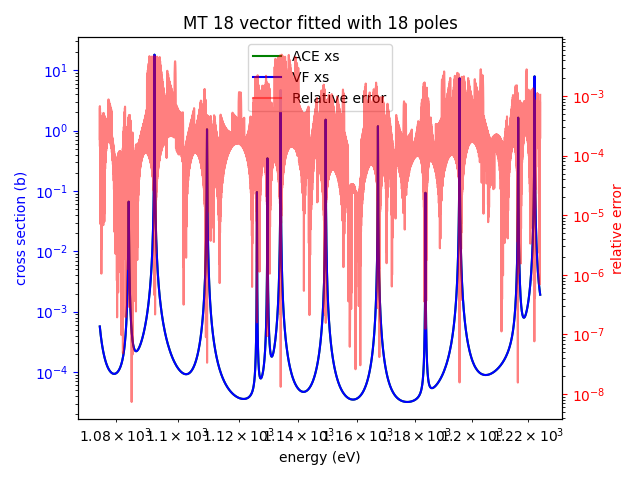 MT 18 vector fitted with 18 poles
ACE xs
VF xs
Relative error
cross section (b)
10¹
10⁰
10⁻¹
10⁻²
10⁻³
10⁻⁴
10⁻³
10⁻⁴
10⁻⁵
10⁻⁶
10⁻⁷
10⁻⁸
relative error
1.08 × 10³ 1.1 × 10³ 1.12 × 10³ 1.14 × 10³ 1.16 × 10³ 1.18 × 10³ 1.2 × 10³ 1.22 × 10³
energy (eV)